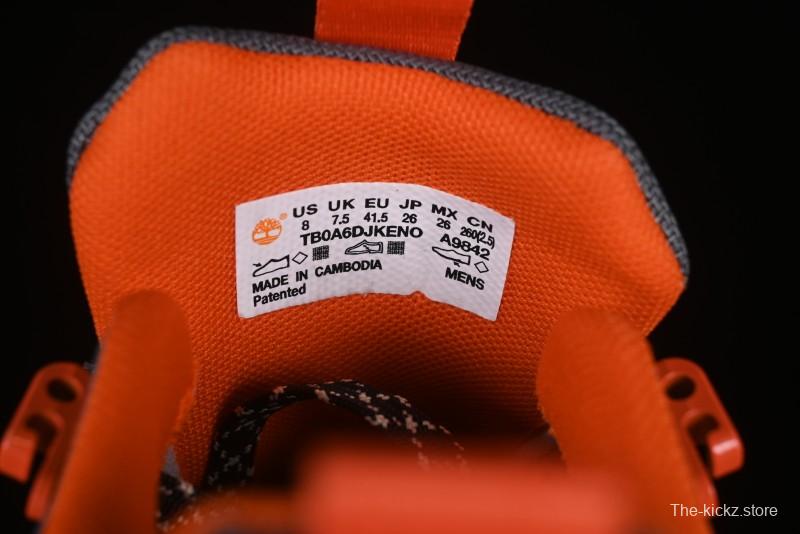 US UK EU JP MX CN
8 7.5 41.5 26 26 260(2.5)
TB0A6DJKENO A9842
MADE IN CAMBODIA MENS
Patented
The-kickz.store